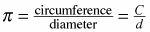 π = circumference/diameter = C/d